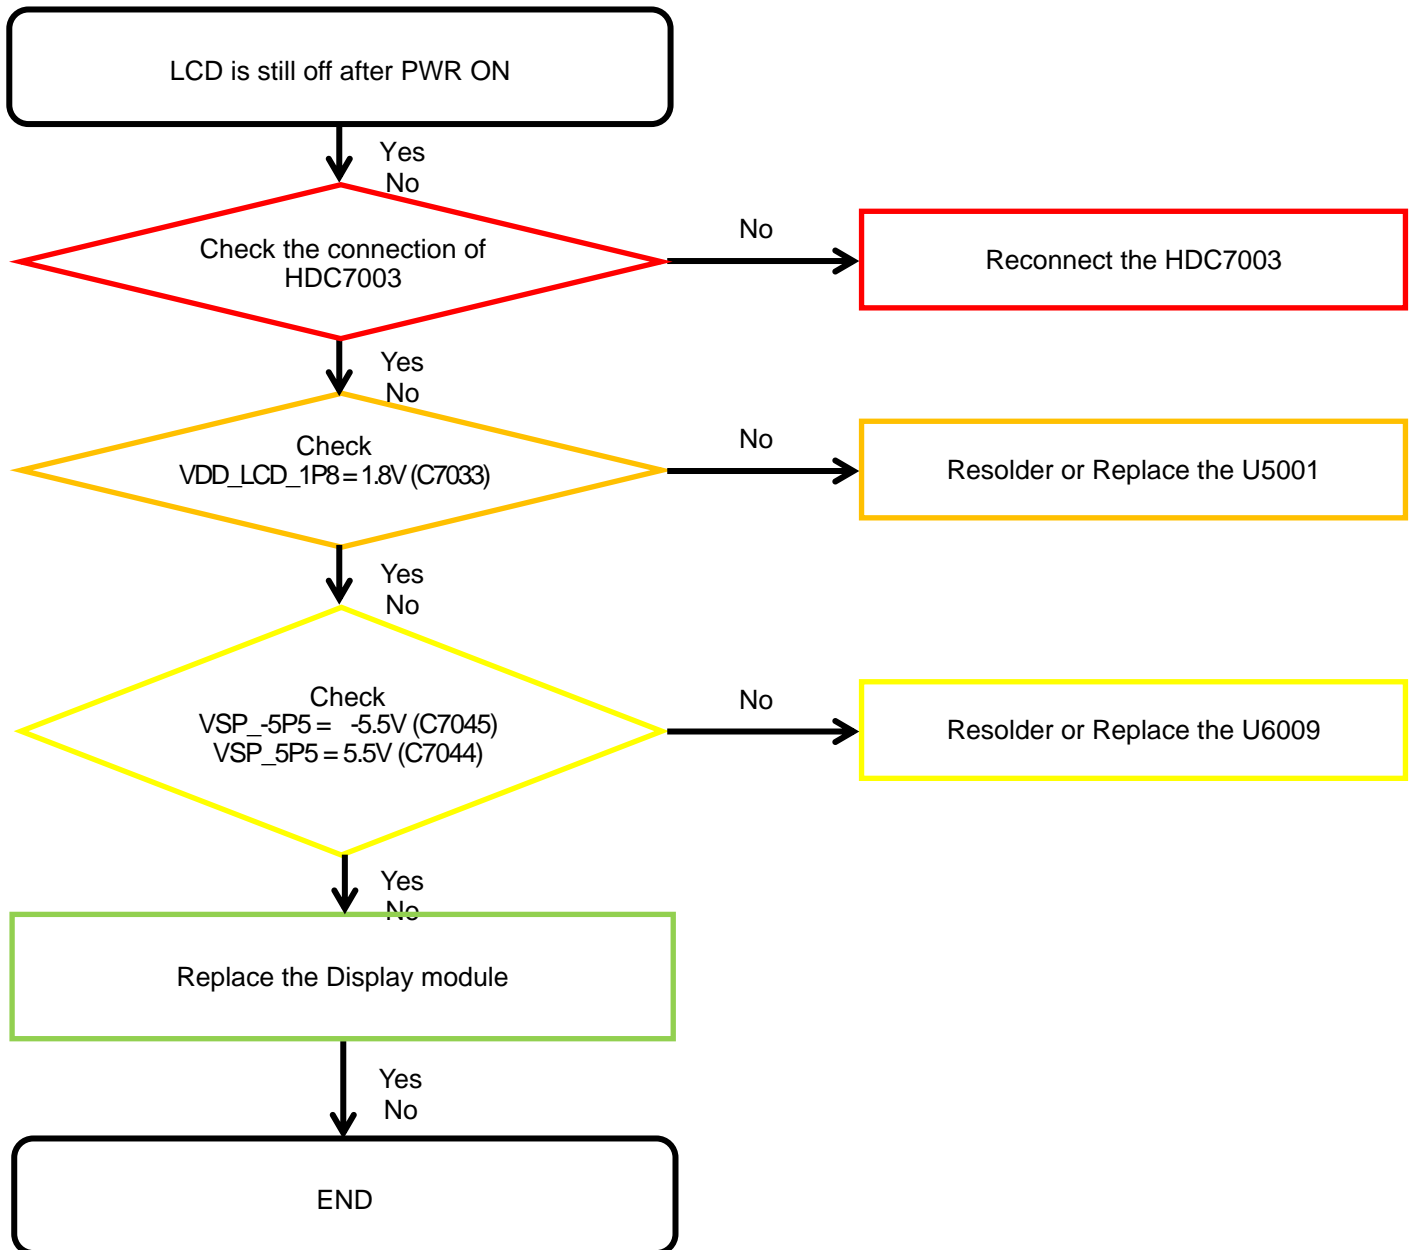 LCD is still off after PWR ON
Yes
No
Check the connection of
HDC7003
No
Reconnect the HDC7003
Yes
No
Check
VDD_LCD_1P8 = 1.8V (C7033)
No
Resolder or Replace the U5001
Yes
No
Check
VSP_-5P5 = -5.5V (C7045)
VSP_5P5 = 5.5V (C7044)
No
Resolder or Replace the U6009
Yes
No
Replace the Display module
Yes
No
END